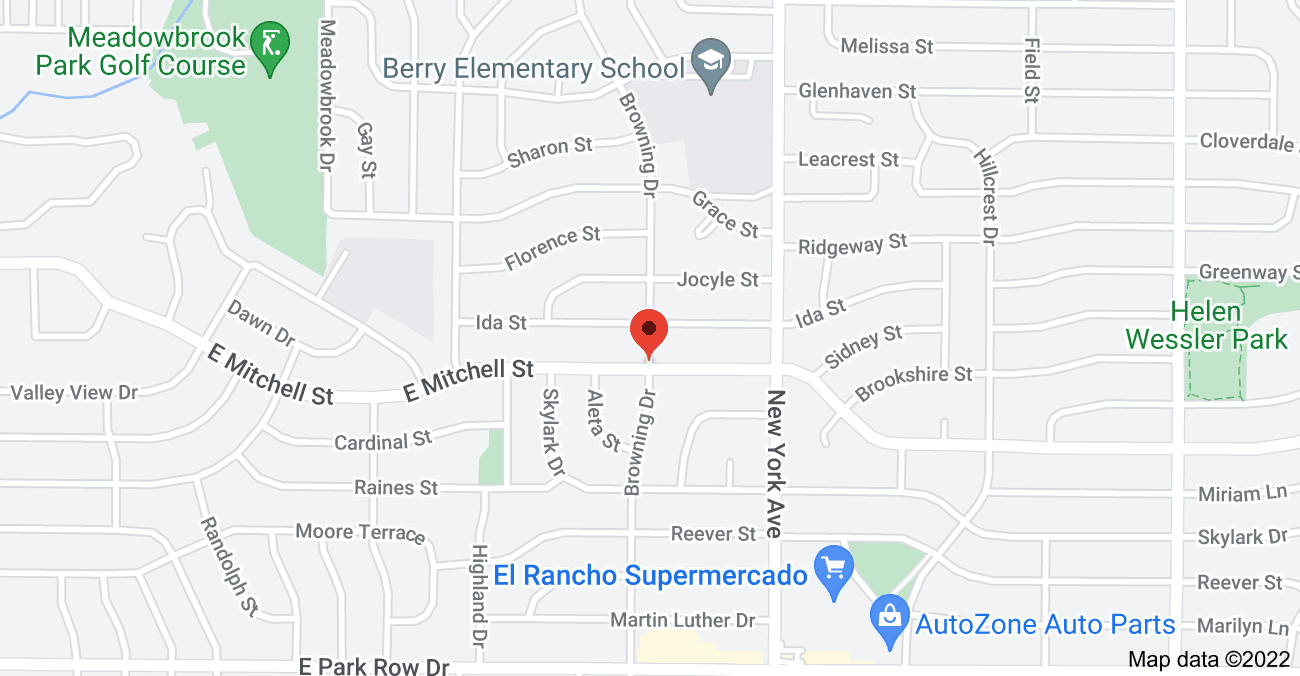 Meadowbrook
Park Golf Course
Meadowbrook Dr
Gay St
Berry Elementary School
Browning Dr
Sharon St
Melissa St
Field St
Glenhaven St
Leacrest St
Hillcrest Dr
Cloverdale
Grace St
Florence St
Ridgeway St
Jocyle St
Greenway S
Ida St
Ida St
Helen
Wessler Park
Dawn Dr
Sidney St
E Mitchell St
E Mitchell St
Brookshire St
Valley View Dr
Skylark Dr
Aleta St
Browning Dr
New York Ave
Cardinal St
Raines St
Miriam Ln
Randolph St
Moore Terrace
Reever St
Skylark Dr
Highland Dr
El Rancho Supermercado
Reever St
Martin Luther Dr
AutoZone Auto Parts
Marilyn Ln
E Park Row Dr
Map data ©2022